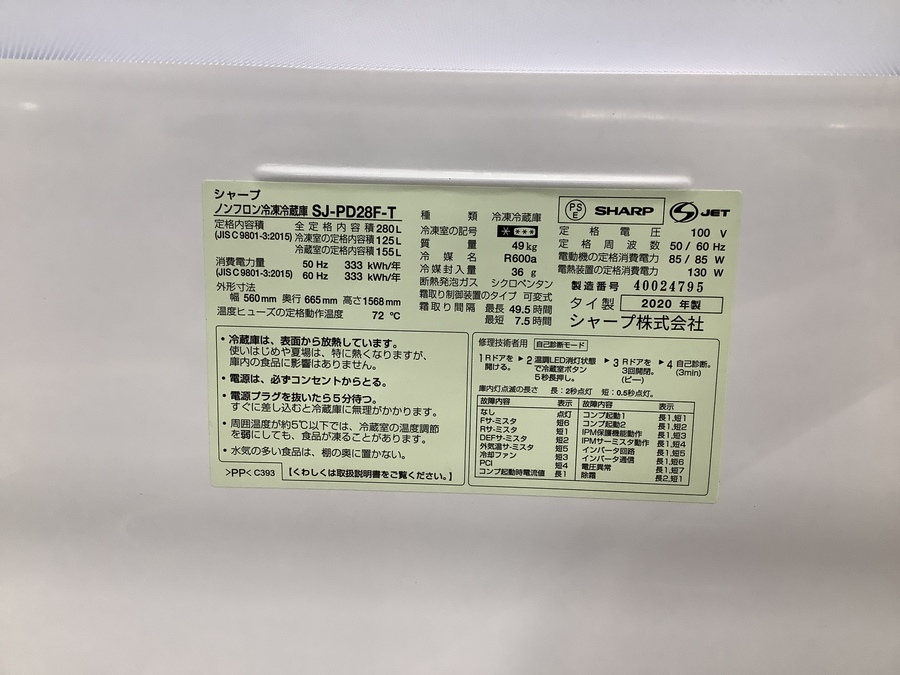 シャープ
ノンフロン冷凍冷蔵庫 SJ-PD28F-T
定格内容積 全定格内容積 280L
(JIS C 9801-3:2015) 冷凍室の定格内容積 125L
冷蔵室の定格内容積 155L
消費電力量 50 Hz 333 kWh/年
(JIS C 9801-3:2015) 60 Hz 333 kWh/年
外形寸法
幅 560mm 奥行 665mm 高さ1568mm
温度ヒューズの定格動作温度 72 ℃
種類 冷凍冷蔵庫
冷凍室の記号 * ***
質量 49kg
冷媒名 R600a
冷媒封入量 36 g
断熱発泡ガス シクロペンタン
霜取り制御装置のタイプ 可変式
霜取り間隔 最長 49.5時間
最短 7.5時間
PS E SHARP S JET
定格電圧 100 V
定格周波数 50/60 Hz
電動機の定格消費電力 85/85 W
電熱装置の定格消費電力 130 W
製造番号 40024795
タイ製 2020 年製
シャープ株式会社
・冷蔵庫は、表面から放熱しています。
使いはじめや夏場は、特に熱くなりますが、
庫内の食品に影響はありません。
・電源は、必ずコンセントからとる。
・電源プラグを抜いたら5分待つ。
すぐに差し込むと冷蔵庫に無理がかかります。
・周囲温度が約5℃以下では、冷蔵室の温度調節
を弱にしても、食品が凍ることがあります。
・水気の多い食品は、棚の奥に置かない。
>PP< C393 【くわしくは取扱説明書をご覧ください。】
修理技術者用 自己診断モード
1 Rドアを開ける。 ▶ 2 温調LED消灯状態で冷蔵室ボタン5秒長押し。 ▶ 3 Rドアを3回開閉。(ピー) ▶ 4 自己診断。(3min)
庫内灯点滅の長さ 長:2秒点灯 短:0.5秒点灯。
故障内容 表示 故障内容 表示
なし 点灯 コンプ起動1 長1,短1
Fサーミスタ 短6 コンプ起動2 長1,短2
Rサーミスタ 短1 IPM保護機能動作 長1,短3
DEFサーミスタ 短2 IPMサーミスタ動作 長1,短4
外気温サーミスタ 短5 インバータ回路 長1,短5
冷却ファン 短3 インバータ通信 長1,短6
PCI 短4 電圧異常 長1,短7
コンプ起動時電流値 長1 除霜 長2,短1